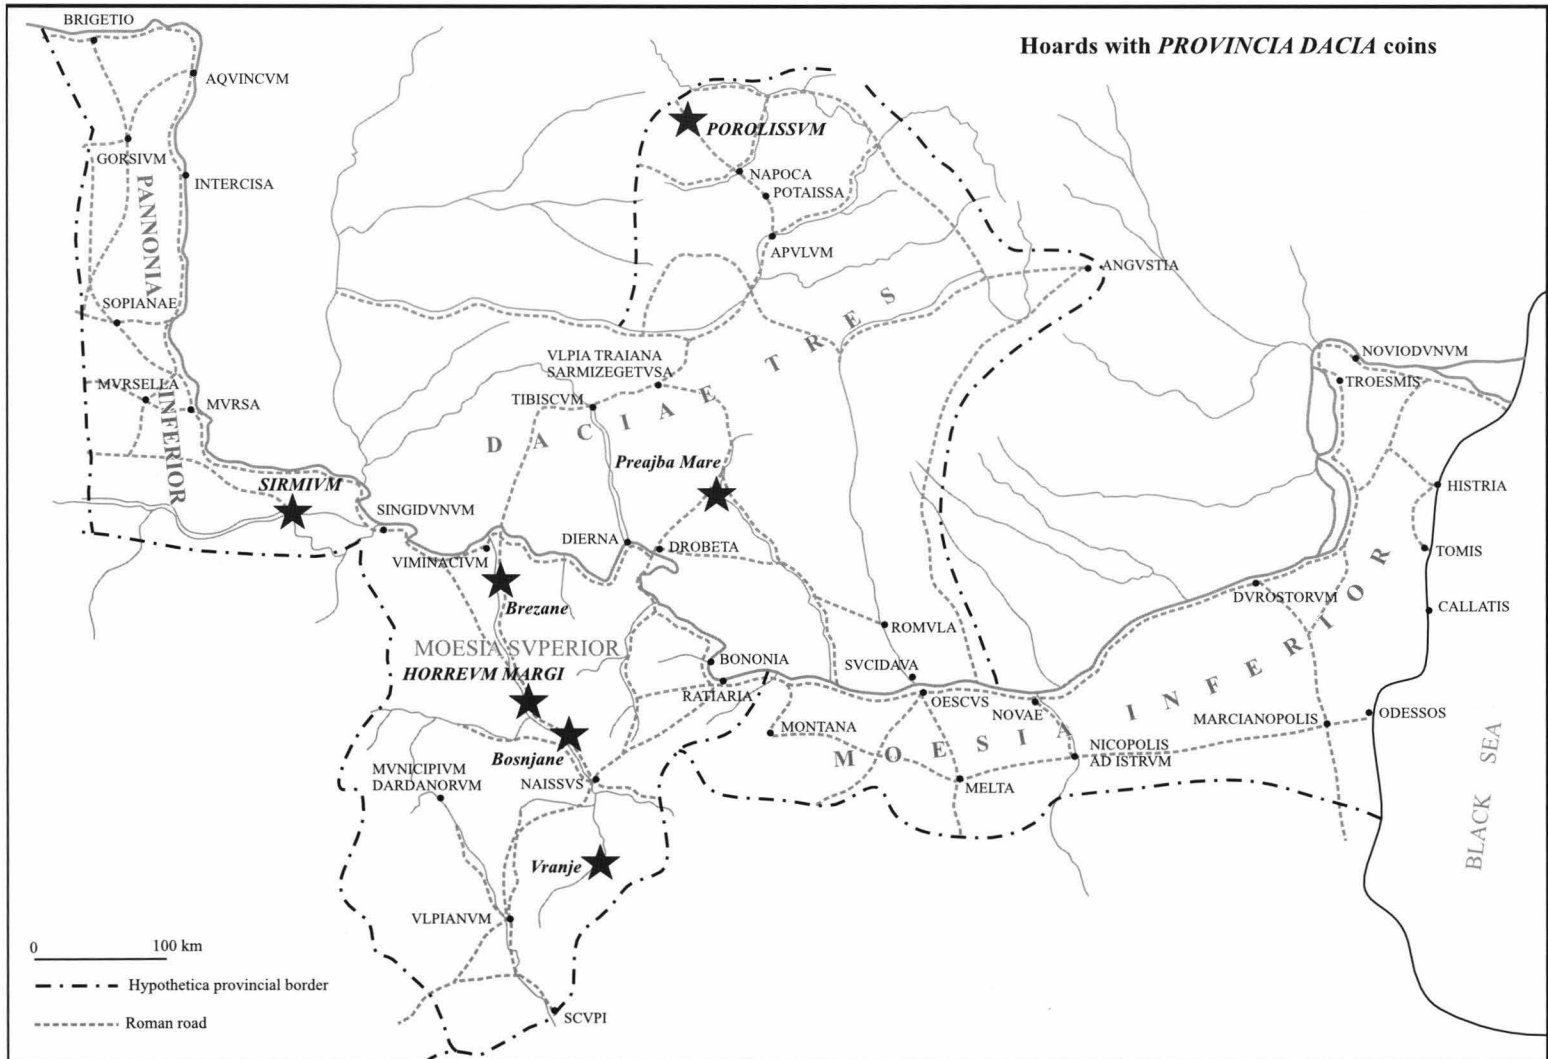 BRIGETIO
Hoards with PROVINCIA DACIA coins
AQVINCVM
POROLISSVM
GORSIVM
INTERCISA
NAPOCA
POTAISSA
PANNONIA
APVLVM
ANGVSTIA
SOPIANAE
VLPIA TRAIANA
SARMIZEGETVSA
NOVIODVNVM
TROESMIS
MVRSELLA
MVRSA
TIBISCVM
INFERIOR
DACIAE TRES
Preajba Mare
SIRMIVM
HISTRIA
SINGIDVNVM
DIERNA
DROBETA
VIMINACIVM
TOMIS
Brezane
DVROSTORVM
CALLATIS
ROMVLA
MOESIA SVPERIOR
HORREVM MARGI
BONONIA
SVCIDAVA
RATIARIA
OESCVS
NOVAE
MONTANA
MARCIANOPOLIS
ODESSOS
MOESIA INFERIOR
NICOPOLIS
AD ISTRVM
Bosnjane
MVNICIPIVM
DARDANORVM
NAISSVS
MELTA
BLACK SEA
Vranje
VLPIANVM
0 100 km
Hypothetica provincial border
SCVPI
Roman road